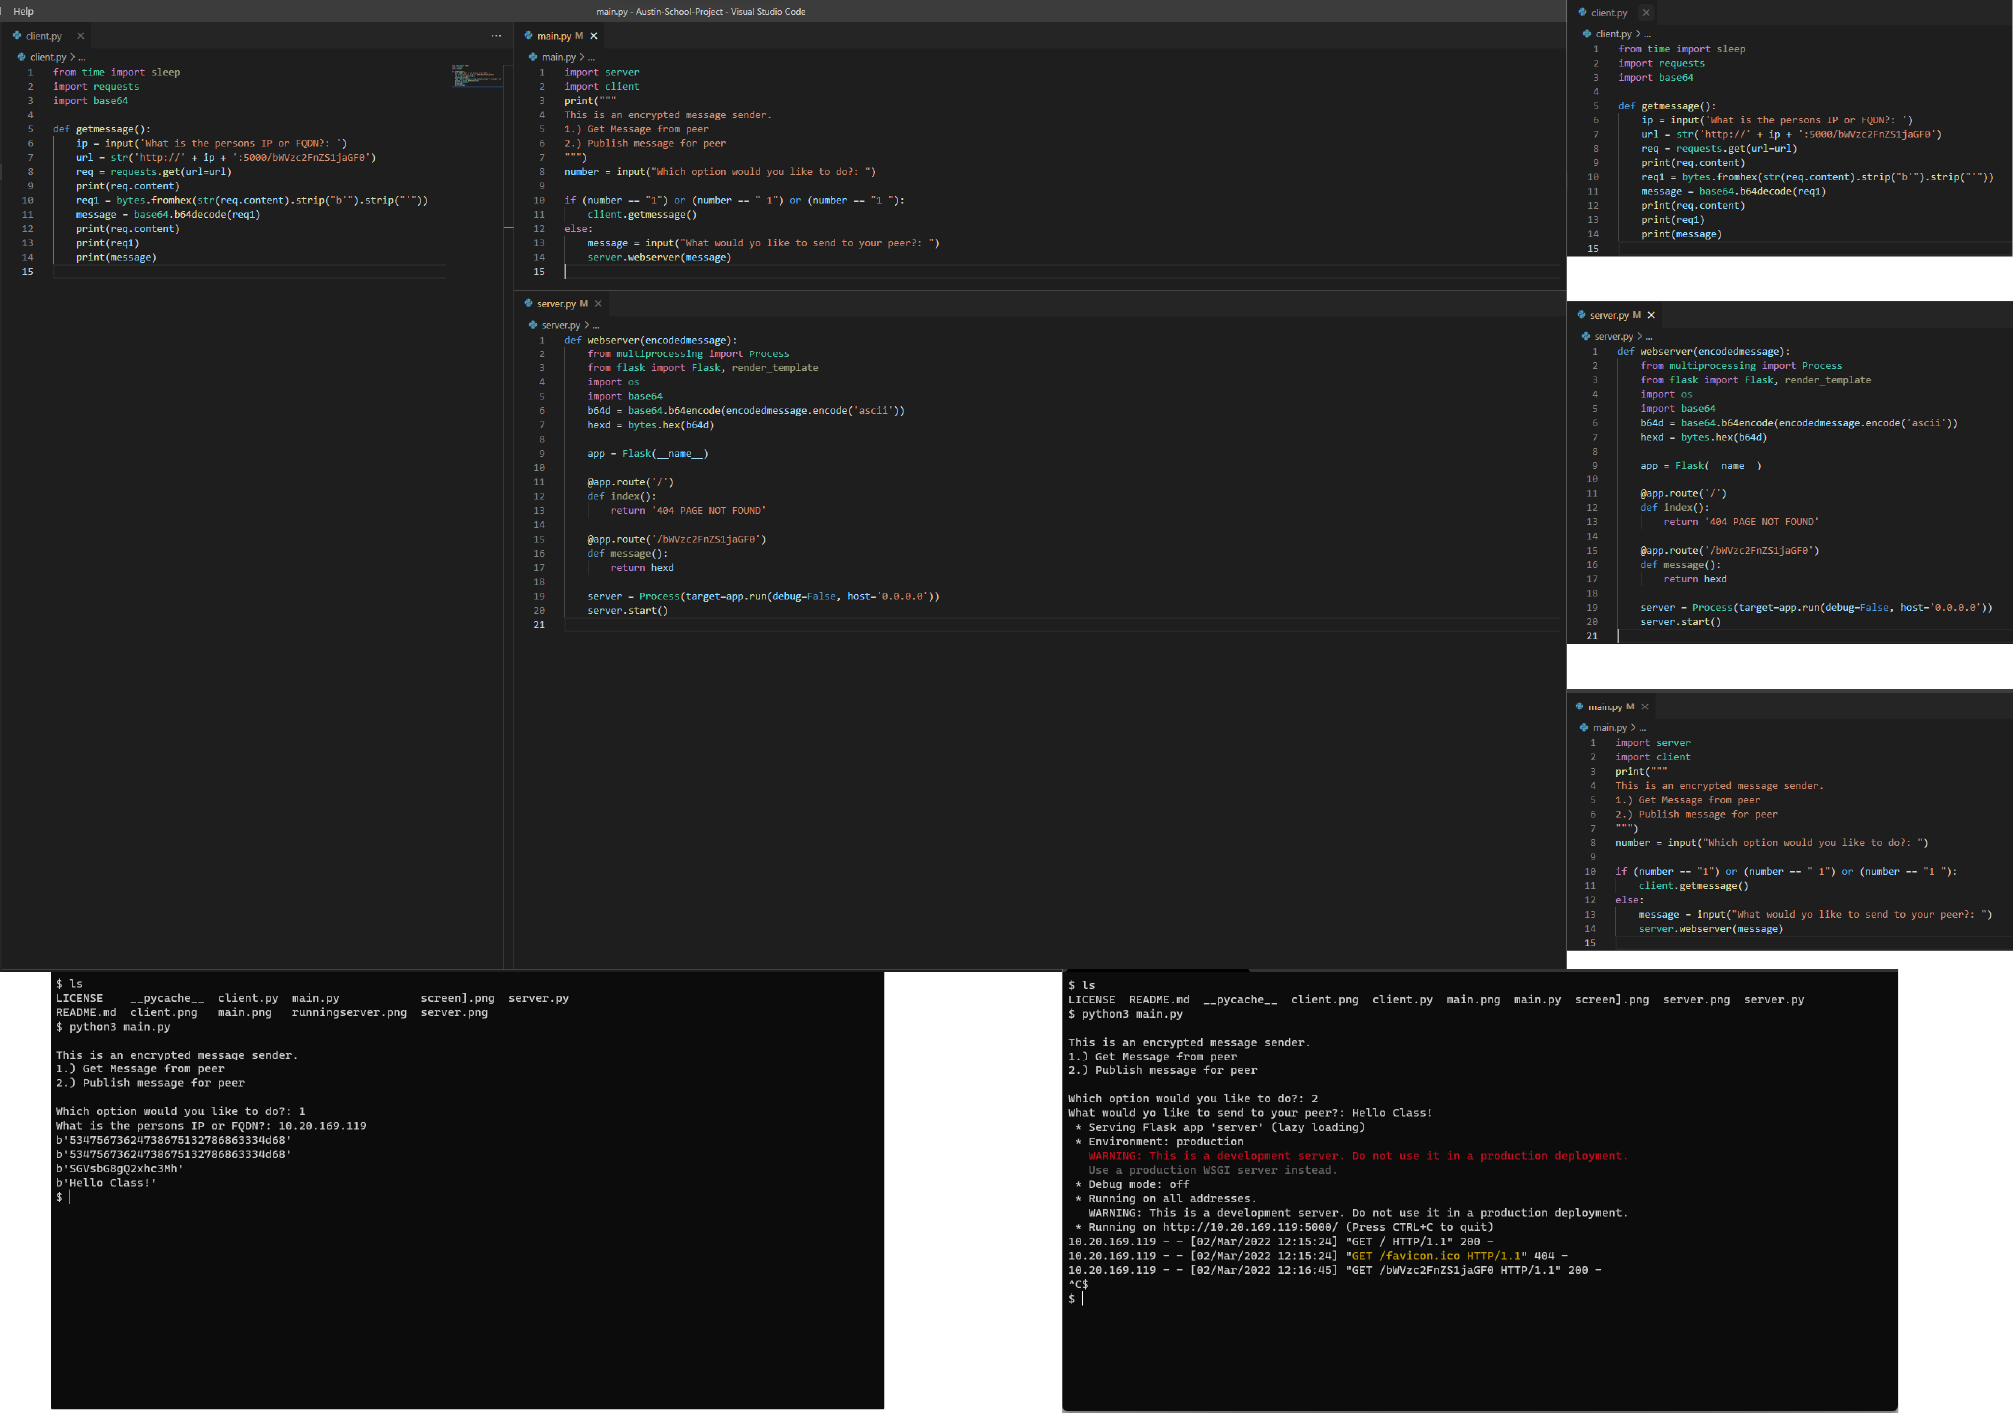 Help
main.py - Austin-School-Project - Visual Studio Code
client.py
client.py > ...
1 from time import sleep
2 import requests
3 import base64
4
5 def getmessage():
6     ip = input('What is the persons IP or FQDN?: ')
7     url = str('http://' + ip + ':5000/bWVzc2FnZS1jaGF0')
8     req = requests.get(url=url)
9     print(req.content)
10     req1 = bytes.fromhex(str(req.content).strip("b'").strip("'"))
11     message = base64.b64decode(req1)
12     print(req.content)
13     print(req1)
14     print(message)
15
main.py M
main.py > ...
1 import server
2 import client
3 print("""
4 This is an encrypted message sender.
5 1.) Get Message from peer
6 2.) Publish message for peer
7 """)
8 number = input("Which option would you like to do?: ")
9
10 if (number == "1") or (number == " 1") or (number == "1 "):
11     client.getmessage()
12 else:
13     message = input("What would yo like to send to your peer?: ")
14     server.webserver(message)
15
server.py M
server.py > ...
1 def webserver(encodedmessage):
2     from multiprocessing import Process
3     from flask import Flask, render_template
4     import os
5     import base64
6     b64d = base64.b64encode(encodedmessage.encode('ascii'))
7     hexd = bytes.hex(b64d)
8
9     app = Flask(__name__)
10
11     @app.route('/')
12     def index():
13         return '404 PAGE NOT FOUND'
14
15     @app.route('/bWVzc2FnZS1jaGF0')
16     def message():
17         return hexd
18
19     server = Process(target=app.run(debug=False, host='0.0.0.0'))
20     server.start()
21
client.py
client.py > ...
1 from time import sleep
2 import requests
3 import base64
4
5 def getmessage():
6     ip = input('What is the persons IP or FQDN?: ')
7     url = str('http://' + ip + ':5000/bWVzc2FnZS1jaGF0')
8     req = requests.get(url=url)
9     print(req.content)
10     req1 = bytes.fromhex(str(req.content).strip("b'").strip("'"))
11     message = base64.b64decode(req1)
12     print(req.content)
13     print(req1)
14     print(message)
15
server.py M
server.py > ...
1 def webserver(encodedmessage):
2     from multiprocessing import Process
3     from flask import Flask, render_template
4     import os
5     import base64
6     b64d = base64.b64encode(encodedmessage.encode('ascii'))
7     hexd = bytes.hex(b64d)
8
9     app = Flask(__name__)
10
11     @app.route('/')
12     def index():
13         return '404 PAGE NOT FOUND'
14
15     @app.route('/bWVzc2FnZS1jaGF0')
16     def message():
17         return hexd
18
19     server = Process(target=app.run(debug=False, host='0.0.0.0'))
20     server.start()
21
main.py M
main.py > ...
1 import server
2 import client
3 print("""
4 This is an encrypted message sender.
5 1.) Get Message from peer
6 2.) Publish message for peer
7 """)
8 number = input("Which option would you like to do?: ")
9
10 if (number == "1") or (number == " 1") or (number == "1 "):
11     client.getmessage()
12 else:
13     message = input("What would yo like to send to your peer?: ")
14     server.webserver(message)
15
$ ls
LICENSE __pycache__ client.py main.py screen].png server.py
README.md client.png main.png runningserver.png server.png
$ python3 main.py
This is an encrypted message sender.
1.) Get Message from peer
2.) Publish message for peer
Which option would you like to do?: 1
What is the persons IP or FQDN?: 10.20.169.119
b'53475673624738675132786863334d68'
b'53475673624738675132786863334d68'
b'SGVsbG8gQ2xhc3Mh'
b'Hello Class!'
$
$ ls
LICENSE README.md __pycache__ client.png client.py main.png main.py screen].png server.png server.py
$ python3 main.py
This is an encrypted message sender.
1.) Get Message from peer
2.) Publish message for peer
Which option would you like to do?: 2
What would yo like to send to your peer?: Hello Class!
* Serving Flask app 'server' (lazy loading)
* Environment: production
WARNING: This is a development server. Do not use it in a production deployment.
Use a production WSGI server instead.
* Debug mode: off
* Running on all addresses.
WARNING: This is a development server. Do not use it in a production deployment.
* Running on http://10.20.169.119:5000/ (Press CTRL+C to quit)
10.20.169.119 - - [02/Mar/2022 12:15:24] "GET / HTTP/1.1" 200 -
10.20.169.119 - - [02/Mar/2022 12:15:24] "GET /favicon.ico HTTP/1.1" 404 -
10.20.169.119 - - [02/Mar/2022 12:16:45] "GET /bWVzc2FnZS1jaGF0 HTTP/1.1" 200 -
^C$
$